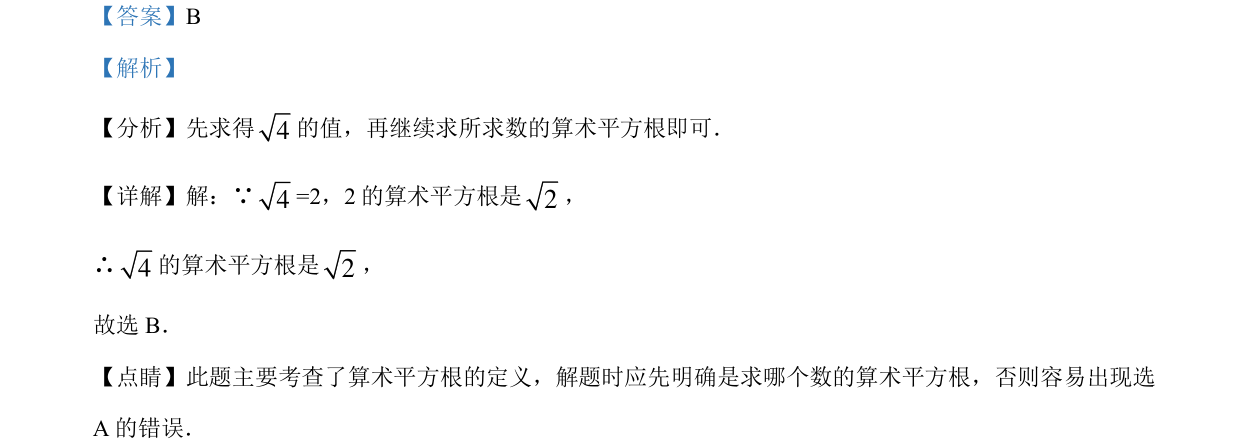 【答案】B
【解析】
【分析】先求得√4的值，再继续求所求数的算术平方根即可．
【详解】解：∵√4=2，2的算术平方根是√2，
∴√4的算术平方根是√2，
故选 B．
【点睛】此题主要考查了算术平方根的定义，解题时应先明确是求哪个数的算术平方根，否则容易出现选
A 的错误．